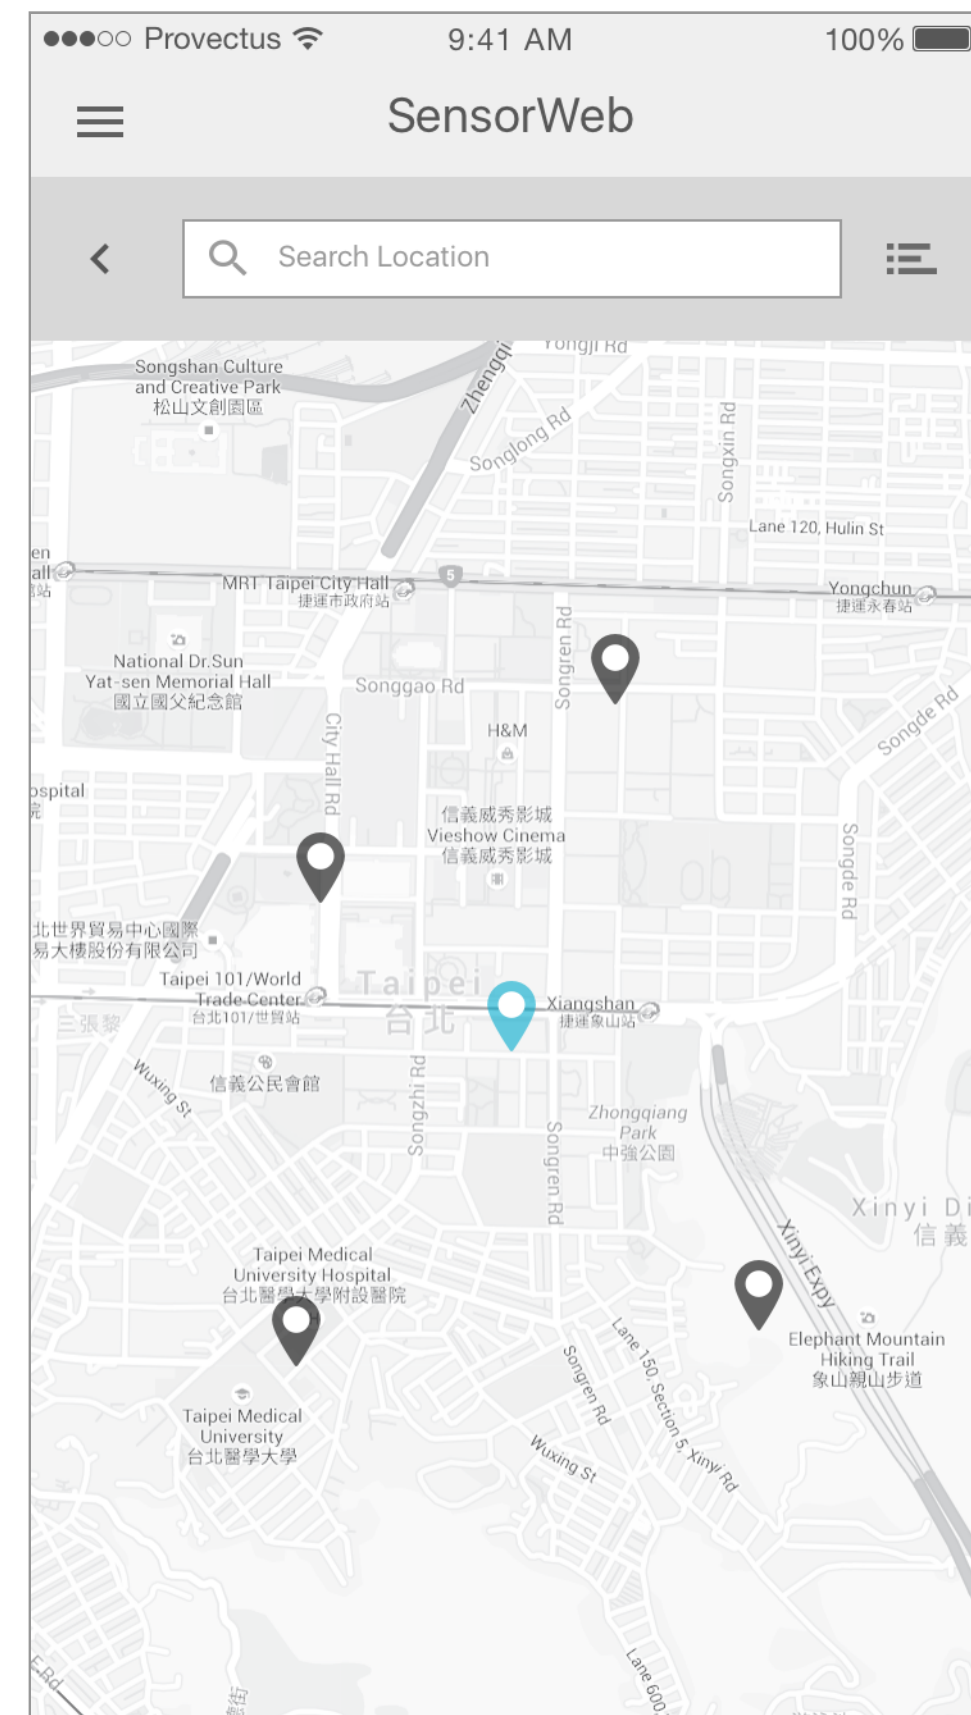 Provectus 9:41 AM 100%
SensorWeb
Search Location
Yongji Rd
Songshan Culture
and Creative Park
松山文創園區
Zhengqi
Songlong Rd
Songxin Rd
Lane 120, Hulin St
en
all
站
5
MRT Taipei City Hall
捷運市政府站
Yongchun
捷運永春站
National Dr.Sun
Yat-sen Memorial Hall
國立國父紀念館
Songgao Rd
Songren Rd
Songde Rd
City Hall Rd
H&M
ospital
院
信義威秀影城
Vieshow Cinema
信義威秀影城
Songde Rd
北世界貿易中心國際
易大樓股份有限公司
Taipei 101/World
Trade Center
台北101/世貿站
Taipei
台北
Xiangshan
捷運象山站
三張黎
Wuxing St
信義公民會館
Songzhi Rd
Zhongqiang
Park
中強公園
Songren Rd
Xinyi Di
信義
Xinyi Expy
Taipei Medical
University Hospital
台北醫學大學附設醫院
Elephant Mountain
Hiking Trail
象山親山步道
Lane 150, Section 5, Xinyi Rd
Songren Rd
Taipei Medical
University
台北醫學大學
Wuxing St
Lane 600,
E.Rd
街